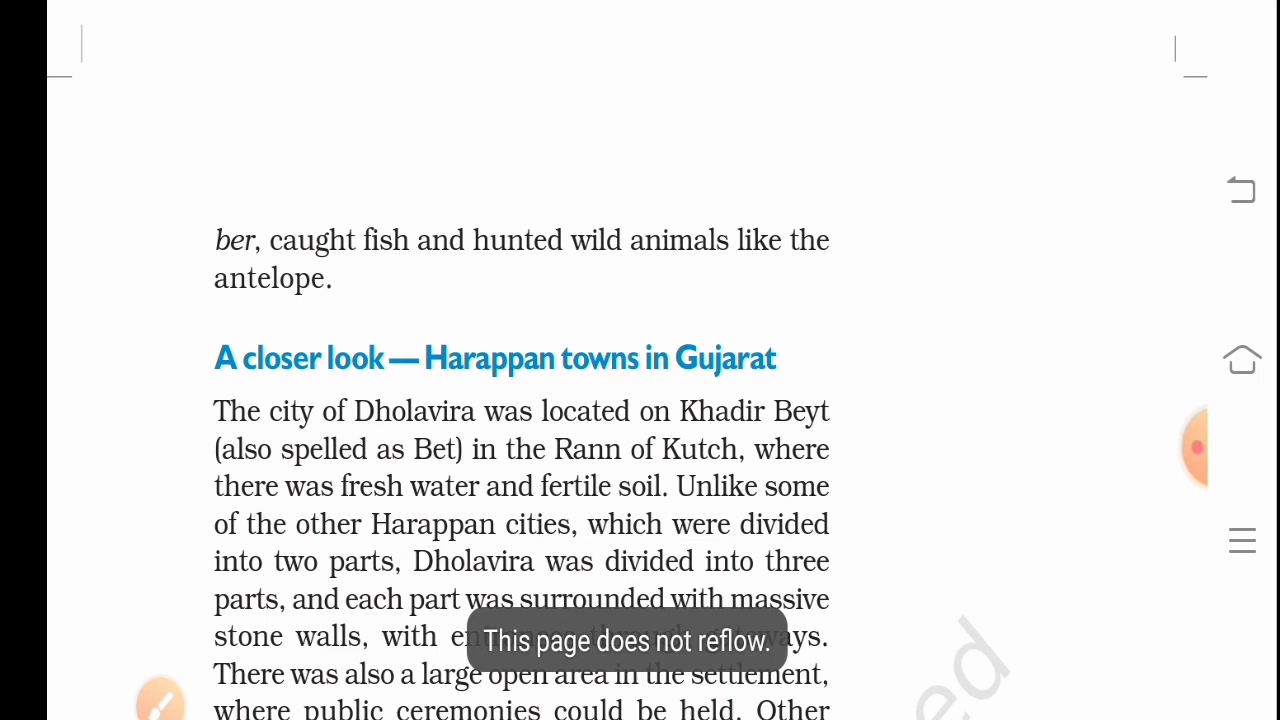 ber, caught fish and hunted wild animals like the
antelope.
A closer look — Harappan towns in Gujarat
The city of Dholavira was located on Khadir Beyt
(also spelled as Bet) in the Rann of Kutch, where
there was fresh water and fertile soil. Unlike some
of the other Harappan cities, which were divided
into two parts, Dholavira was divided into three
parts, and each part was surrounded with massive
stone walls, with
This page does not reflow.
There was also a large open area in the settlement,
where public ceremonies could be held. Other
ed